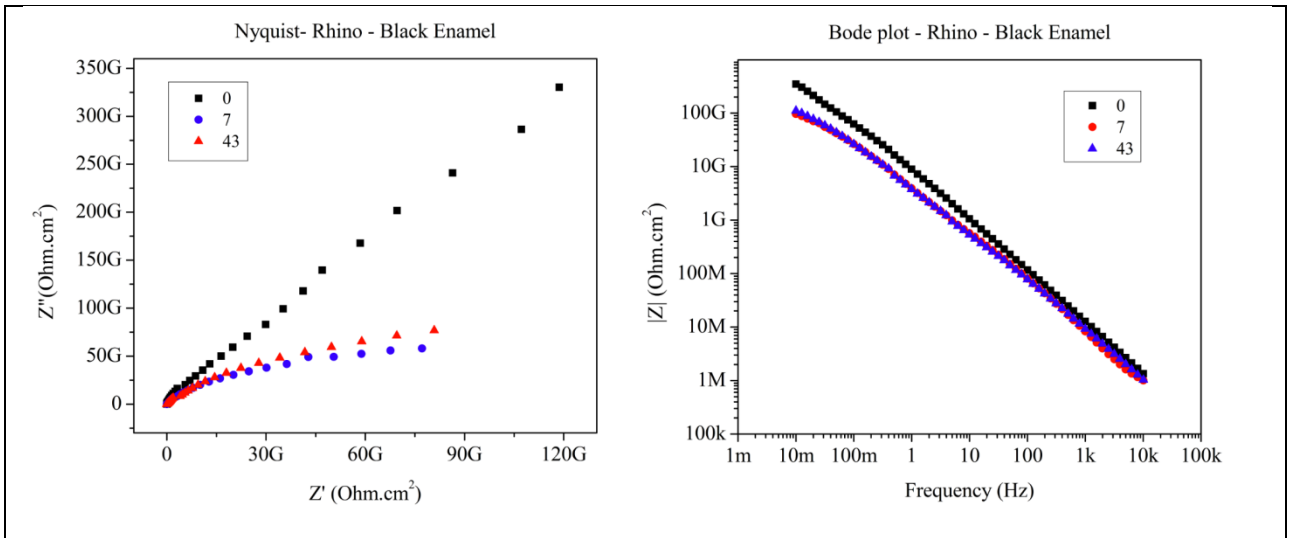 Nyquist- Rhino - Black Enamel
350G
300G
250G
200G
150G
100G
50G
0
Z''(Ohm.cm²)
0
7
43
0
30G
60G
90G
120G
Z' (Ohm.cm²)
Bode plot - Rhino - Black Enamel
100G
10G
1G
100M
10M
1M
100k
|Z| (Ohm.cm²)
0
7
43
1m
10m
100m
1
10
100
1k
10k
100k
Frequency (Hz)